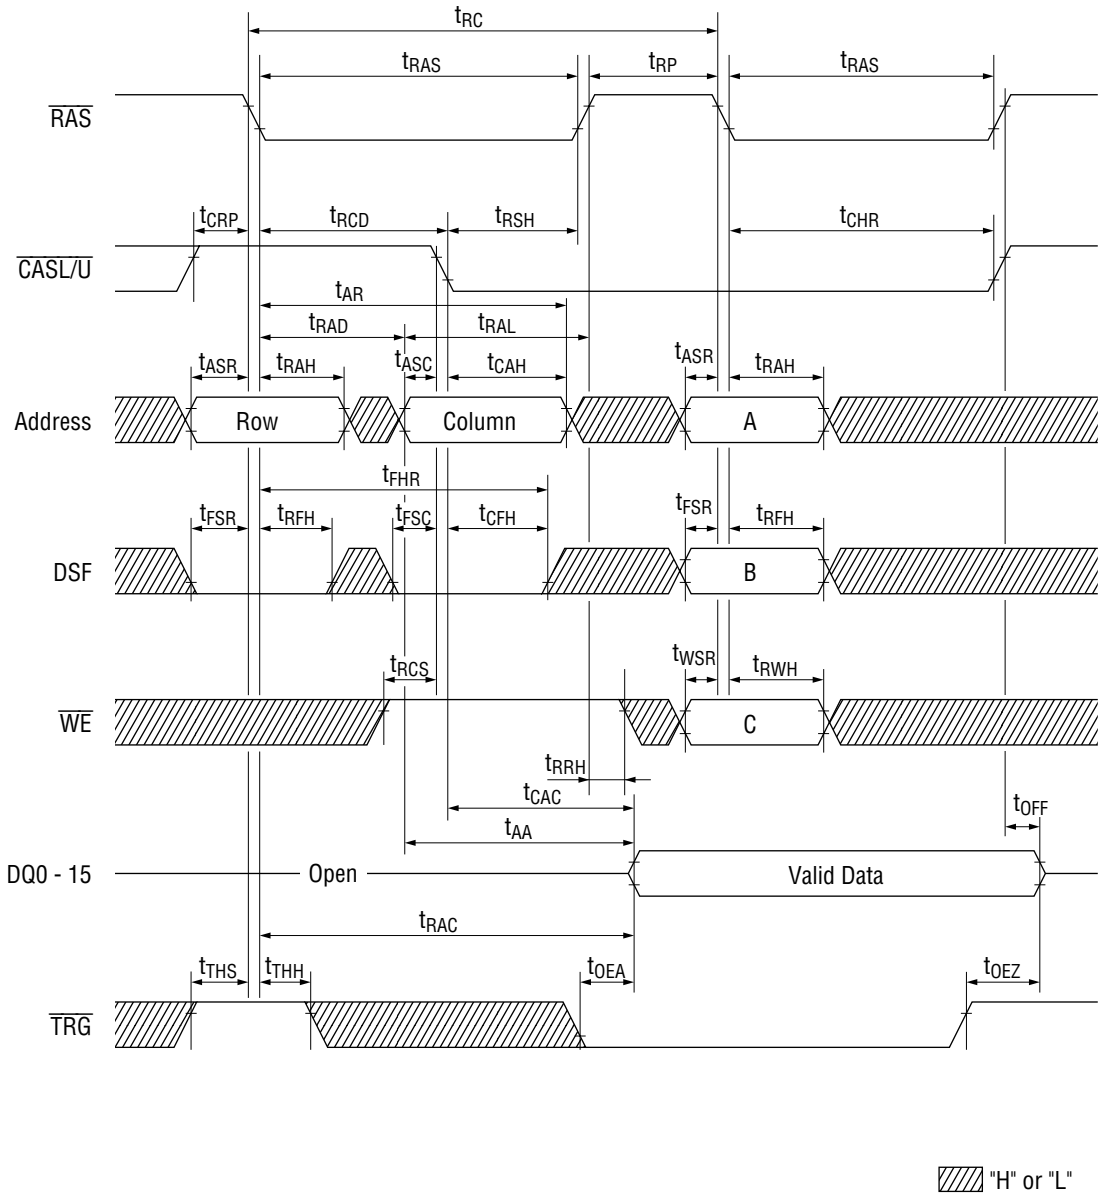 tRC
tRAS tRP tRAS
RAS
tCRP tRCD tRSH tCHR
CASL/U
tAR
tRAD tRAL
tASR tRAH tASC tCAH tASR tRAH
Address Row Column A
tFHR
tFSR tRFH tFSC tCFH tFSR tRFH
DSF B
tRCS tWSR tRWH
WE C
tRRH
tCAC
tOFF
tAA
DQ0 - 15 Open Valid Data
tRAC
tTHS tTHH tOEA tOEZ
TRG
"H" or "L"